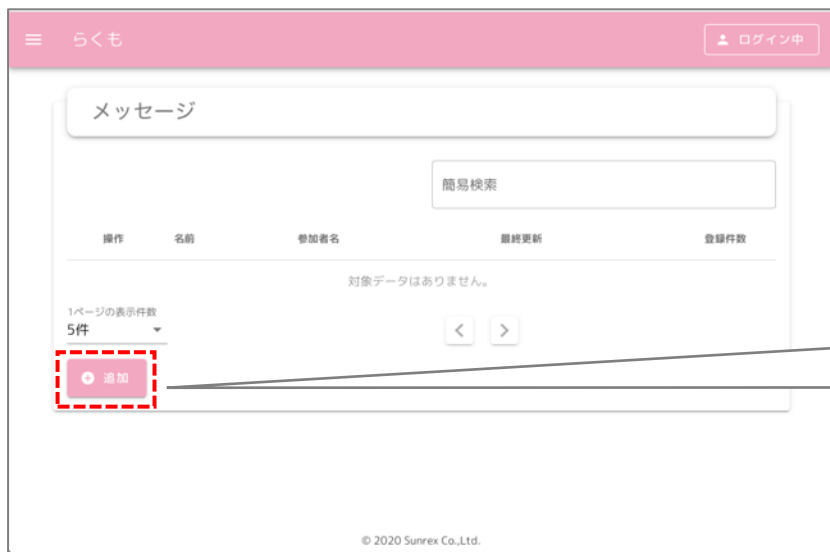 らくも
ログイン中
メッセージ
簡易検索
操作 名前 参加者名 最終更新 登録件数
対象データはありません。
1ページの表示件数
5件
追加
© 2020 Sunrex Co.,Ltd.